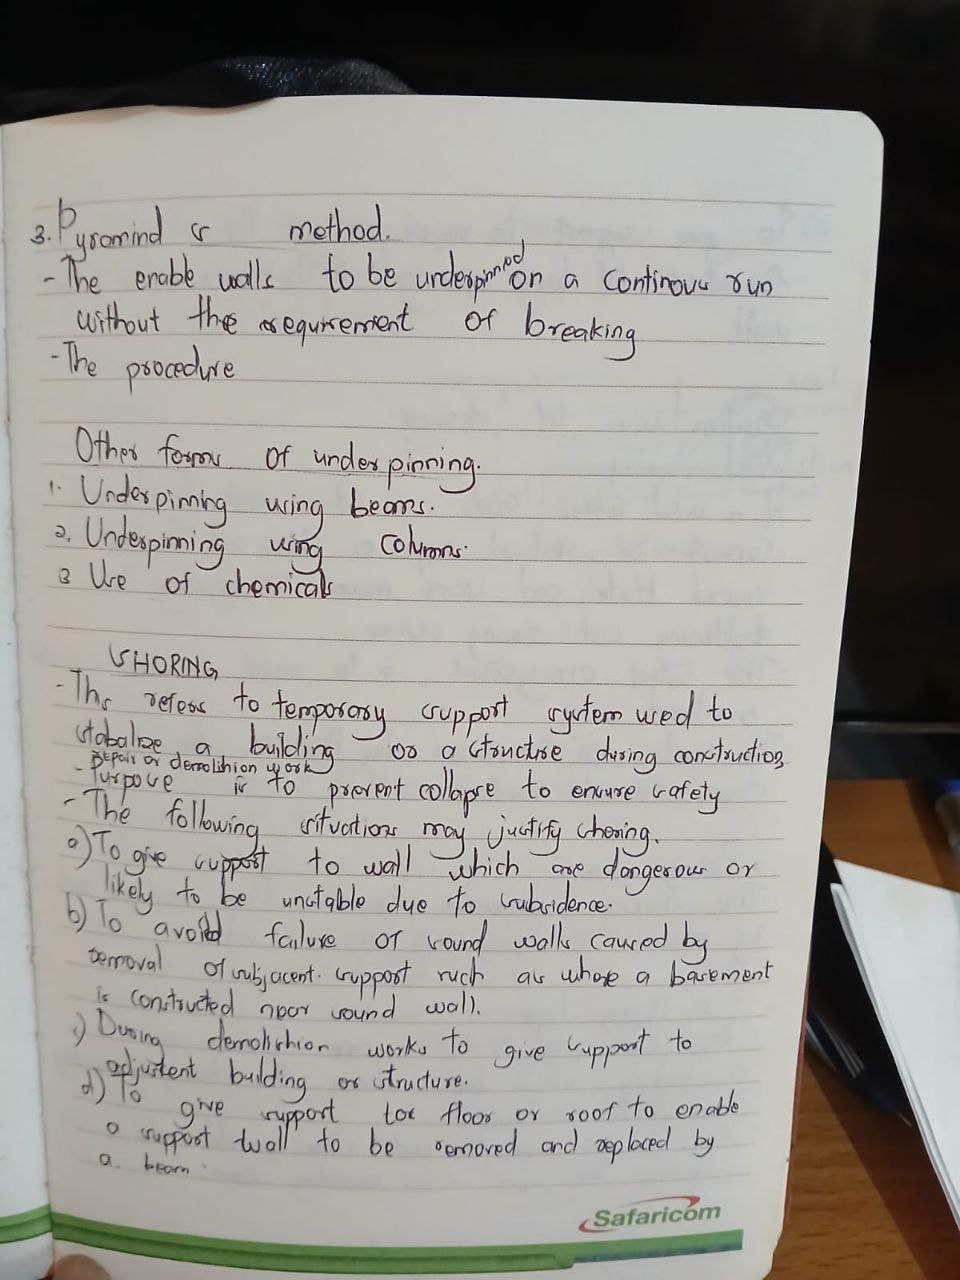 3. Pyromind is method.
- The enable walls to be underpinned on a continous run
without the requirement of breaking
- The procedure
Other forms of underpinning.
1. Underpinning using beams.
2. Underpinning using columns.
3 Use of chemicals
SHORING
- This refers to temporary support system used to
stabalize a building or a structure during construction,
repair or demolishion work
- Purpose is to prevent collapse to ensure safety
- The following situations may justify shoring.
a) To give support to wall which are dangerous or
likely to be unstable due to subsidence.
b) To avoid failure of sound walls caused by
removal of subjacent. support such as where a basement
is constructed near sound wall.
c) During demolishion works to give support to
adjustent building or structure.
d) To give support for floor or roof to enable
a support wall to be removed and replaced by
a beam.
Safaricom